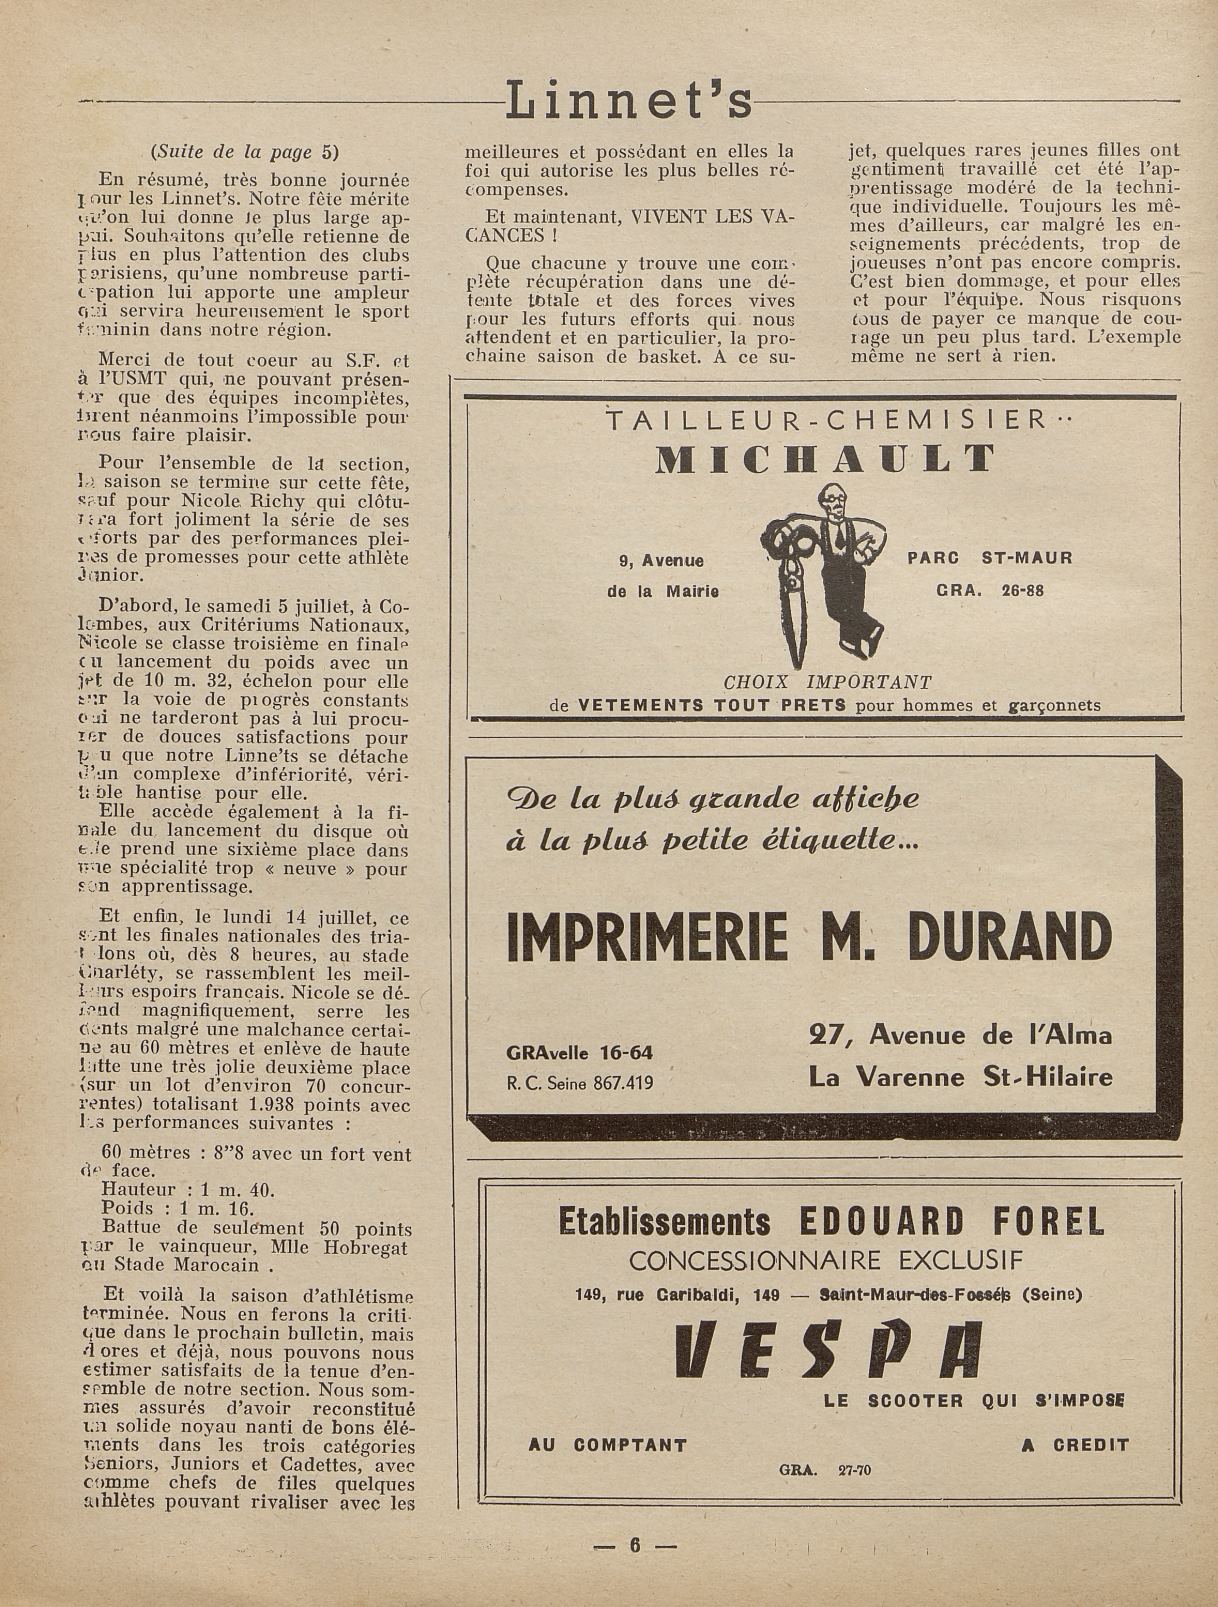 Linnet's
(Suite de la page 5)
En résumé, très bonne journée
pour les Linnet's. Notre fête mérite
qu'on lui donne le plus large ap-
pui. Souhaitons qu'elle retienne de
plus en plus l'attention des clubs
parisiens, qu'une nombreuse parti-
cipation lui apporte une ampleur
qui servira heureusement le sport
féminin dans notre région.
Merci de tout coeur au S.F. et
à l'USMT qui, ne pouvant présen-
ter que des équipes incomplètes,
firent néanmoins l'impossible pour
nous faire plaisir.
Pour l'ensemble de la section,
la saison se termine sur cette fête,
sauf pour Nicole Richy qui clôtu-
rera fort joliment la série de ses
efforts par des performances plei-
nes de promesses pour cette athlète
Junior.
D'abord, le samedi 5 juillet, à Co-
lombes, aux Critériums Nationaux,
Nicole se classe troisième en finale
du lancement du poids avec un
jet de 10 m. 32, échelon pour elle
sur la voie de progrès constants
qui ne tarderont pas à lui procu-
rer de douces satisfactions pour
peu que notre Linne'ts se détache
d'un complexe d'infériorité, véri-
table hantise pour elle.
Elle accède également à la fi-
nale du lancement du disque où
elle prend une sixième place dans
une spécialité trop « neuve » pour
son apprentissage.
Et enfin, le lundi 14 juillet, ce
sont les finales nationales des tria-
thlons où, dès 8 heures, au stade
Charléty, se rassemblent les meil-
leurs espoirs français. Nicole se dé-
fend magnifiquement, serre les
dents malgré une malchance certai-
ne au 60 mètres et enlève de haute
lutte une très jolie deuxième place
(sur un lot d'environ 70 concur-
rentes) totalisant 1.938 points avec
les performances suivantes :
60 mètres : 8"8 avec un fort vent
de face.
Hauteur : 1 m. 40.
Poids : 1 m. 16.
Battue de seulement 50 points
par le vainqueur, Mlle Hobregat
du Stade Marocain .
Et voilà la saison d'athlétisme
terminée. Nous en ferons la criti-
que dans le prochain bulletin, mais
d'ores et déjà, nous pouvons nous
estimer satisfaits de la tenue d'en-
semble de notre section. Nous som-
mes assurés d'avoir reconstitué
un solide noyau nanti de bons élé-
ments dans les trois catégories
Seniors, Juniors et Cadettes, avec
comme chefs de files quelques
athlètes pouvant rivaliser avec les
meilleures et possédant en elles la
foi qui autorise les plus belles ré-
compenses.
Et maintenant, VIVENT LES VA-
CANCES !
Que chacune y trouve une com-
plète récupération dans une dé-
tente totale et des forces vives
pour les futurs efforts qui nous
attendent et en particulier, la pro-
chaine saison de basket. A ce su-
jet, quelques rares jeunes filles ont
gentiment travaillé cet été l'ap-
prentissage modéré de la techni-
que individuelle. Toujours les mê-
mes d'ailleurs, car malgré les en-
seignements précédents, trop de
joueuses n'ont pas encore compris.
C'est bien dommage, et pour elles
et pour l'équipe. Nous risquons
tous de payer ce manque de cou-
rage un peu plus tard. L'exemple
même ne sert à rien.
TAILLEUR-CHEMISIER
MICHAULT
9, Avenue
de la Mairie
PARC ST-MAUR
GRA. 26-88
CHOIX IMPORTANT
de VETEMENTS TOUT PRETS pour hommes et garçonnets
De la plus grande affiche
à la plus petite étiquette...
IMPRIMERIE M. DURAND
GRAvelle 16-64
R. C. Seine 867.419
27, Avenue de l'Alma
La Varenne St-Hilaire
Etablissements EDOUARD FOREL
CONCESSIONNAIRE EXCLUSIF
149, rue Garibaldi, 149 — Saint-Maur-des-Fossés (Seine)
VESPA
LE SCOOTER QUI S'IMPOSE
AU COMPTANT
A CREDIT
GRA. 27-70
— 6 —